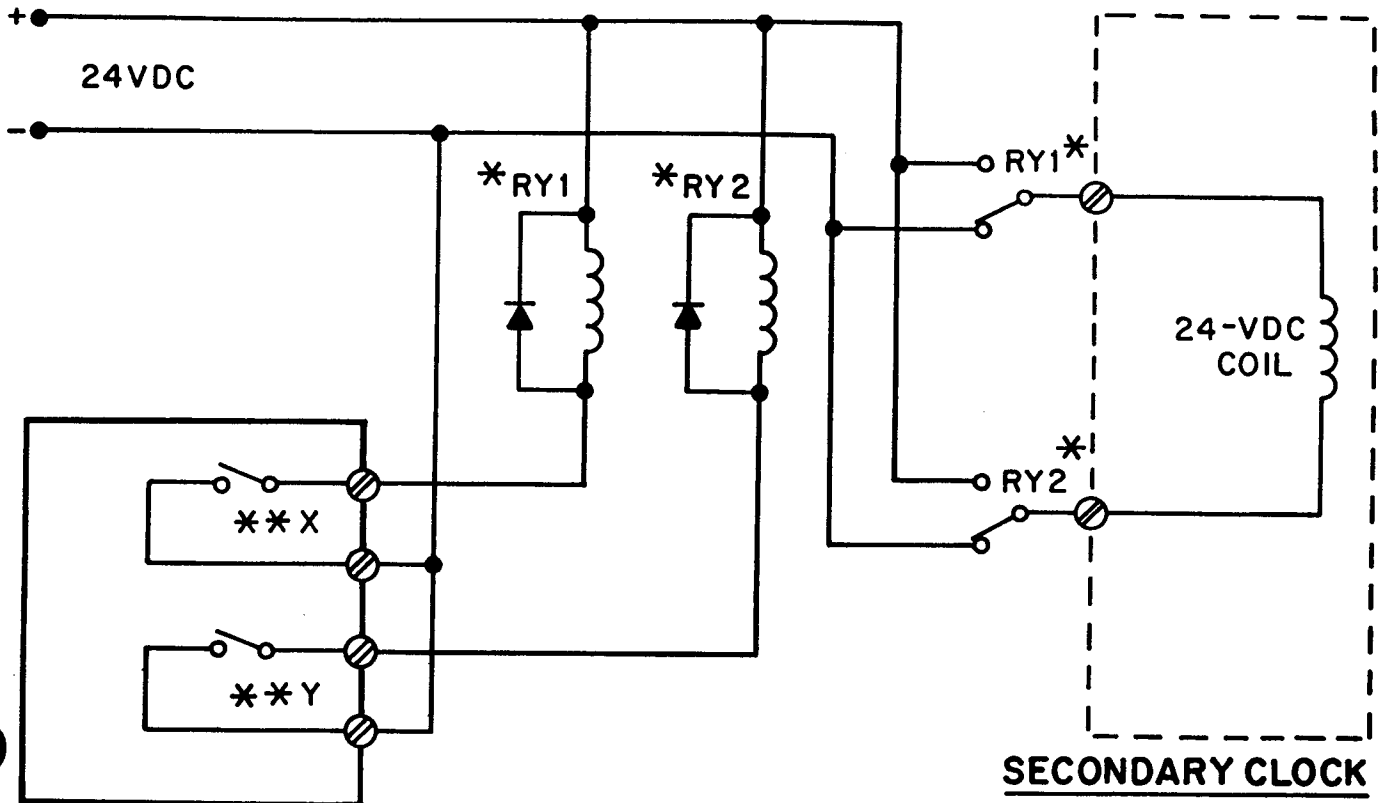 +
24VDC
-
*RY1
*RY2
RY1*
24-VDC
COIL
*
RY2
**X
**Y
SECONDARY CLOCK